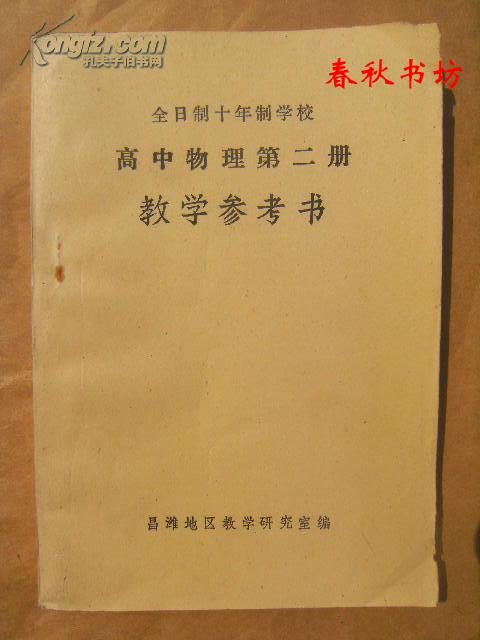 Kongfz.com
孔夫子旧书网
春秋书坊
全日制十年制学校
高中物理第二册
教学参考书
昌潍地区教学研究室编